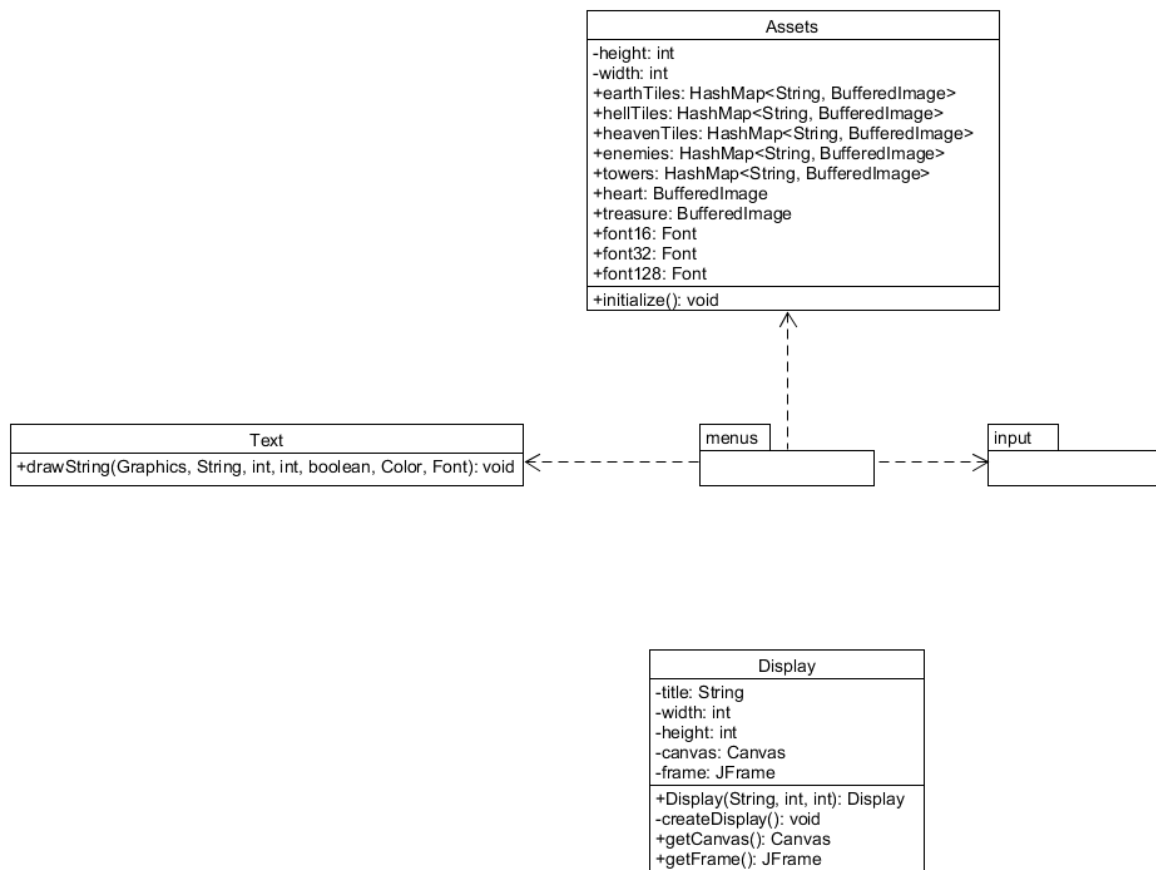 Assets
-height: int
-width: int
+earthTiles: HashMap<String, BufferedImage>
+hellTiles: HashMap<String, BufferedImage>
+heavenTiles: HashMap<String, BufferedImage>
+enemies: HashMap<String, BufferedImage>
+towers: HashMap<String, BufferedImage>
+heart: BufferedImage
+treasure: BufferedImage
+font16: Font
+font32: Font
+font128: Font
+initialize(): void
Text
+drawString(Graphics, String, int, int, boolean, Color, Font): void
menus
input
Display
-title: String
-width: int
-height: int
-canvas: Canvas
-frame: JFrame
+Display(String, int, int): Display
-createDisplay(): void
+getCanvas(): Canvas
+getFrame(): JFrame